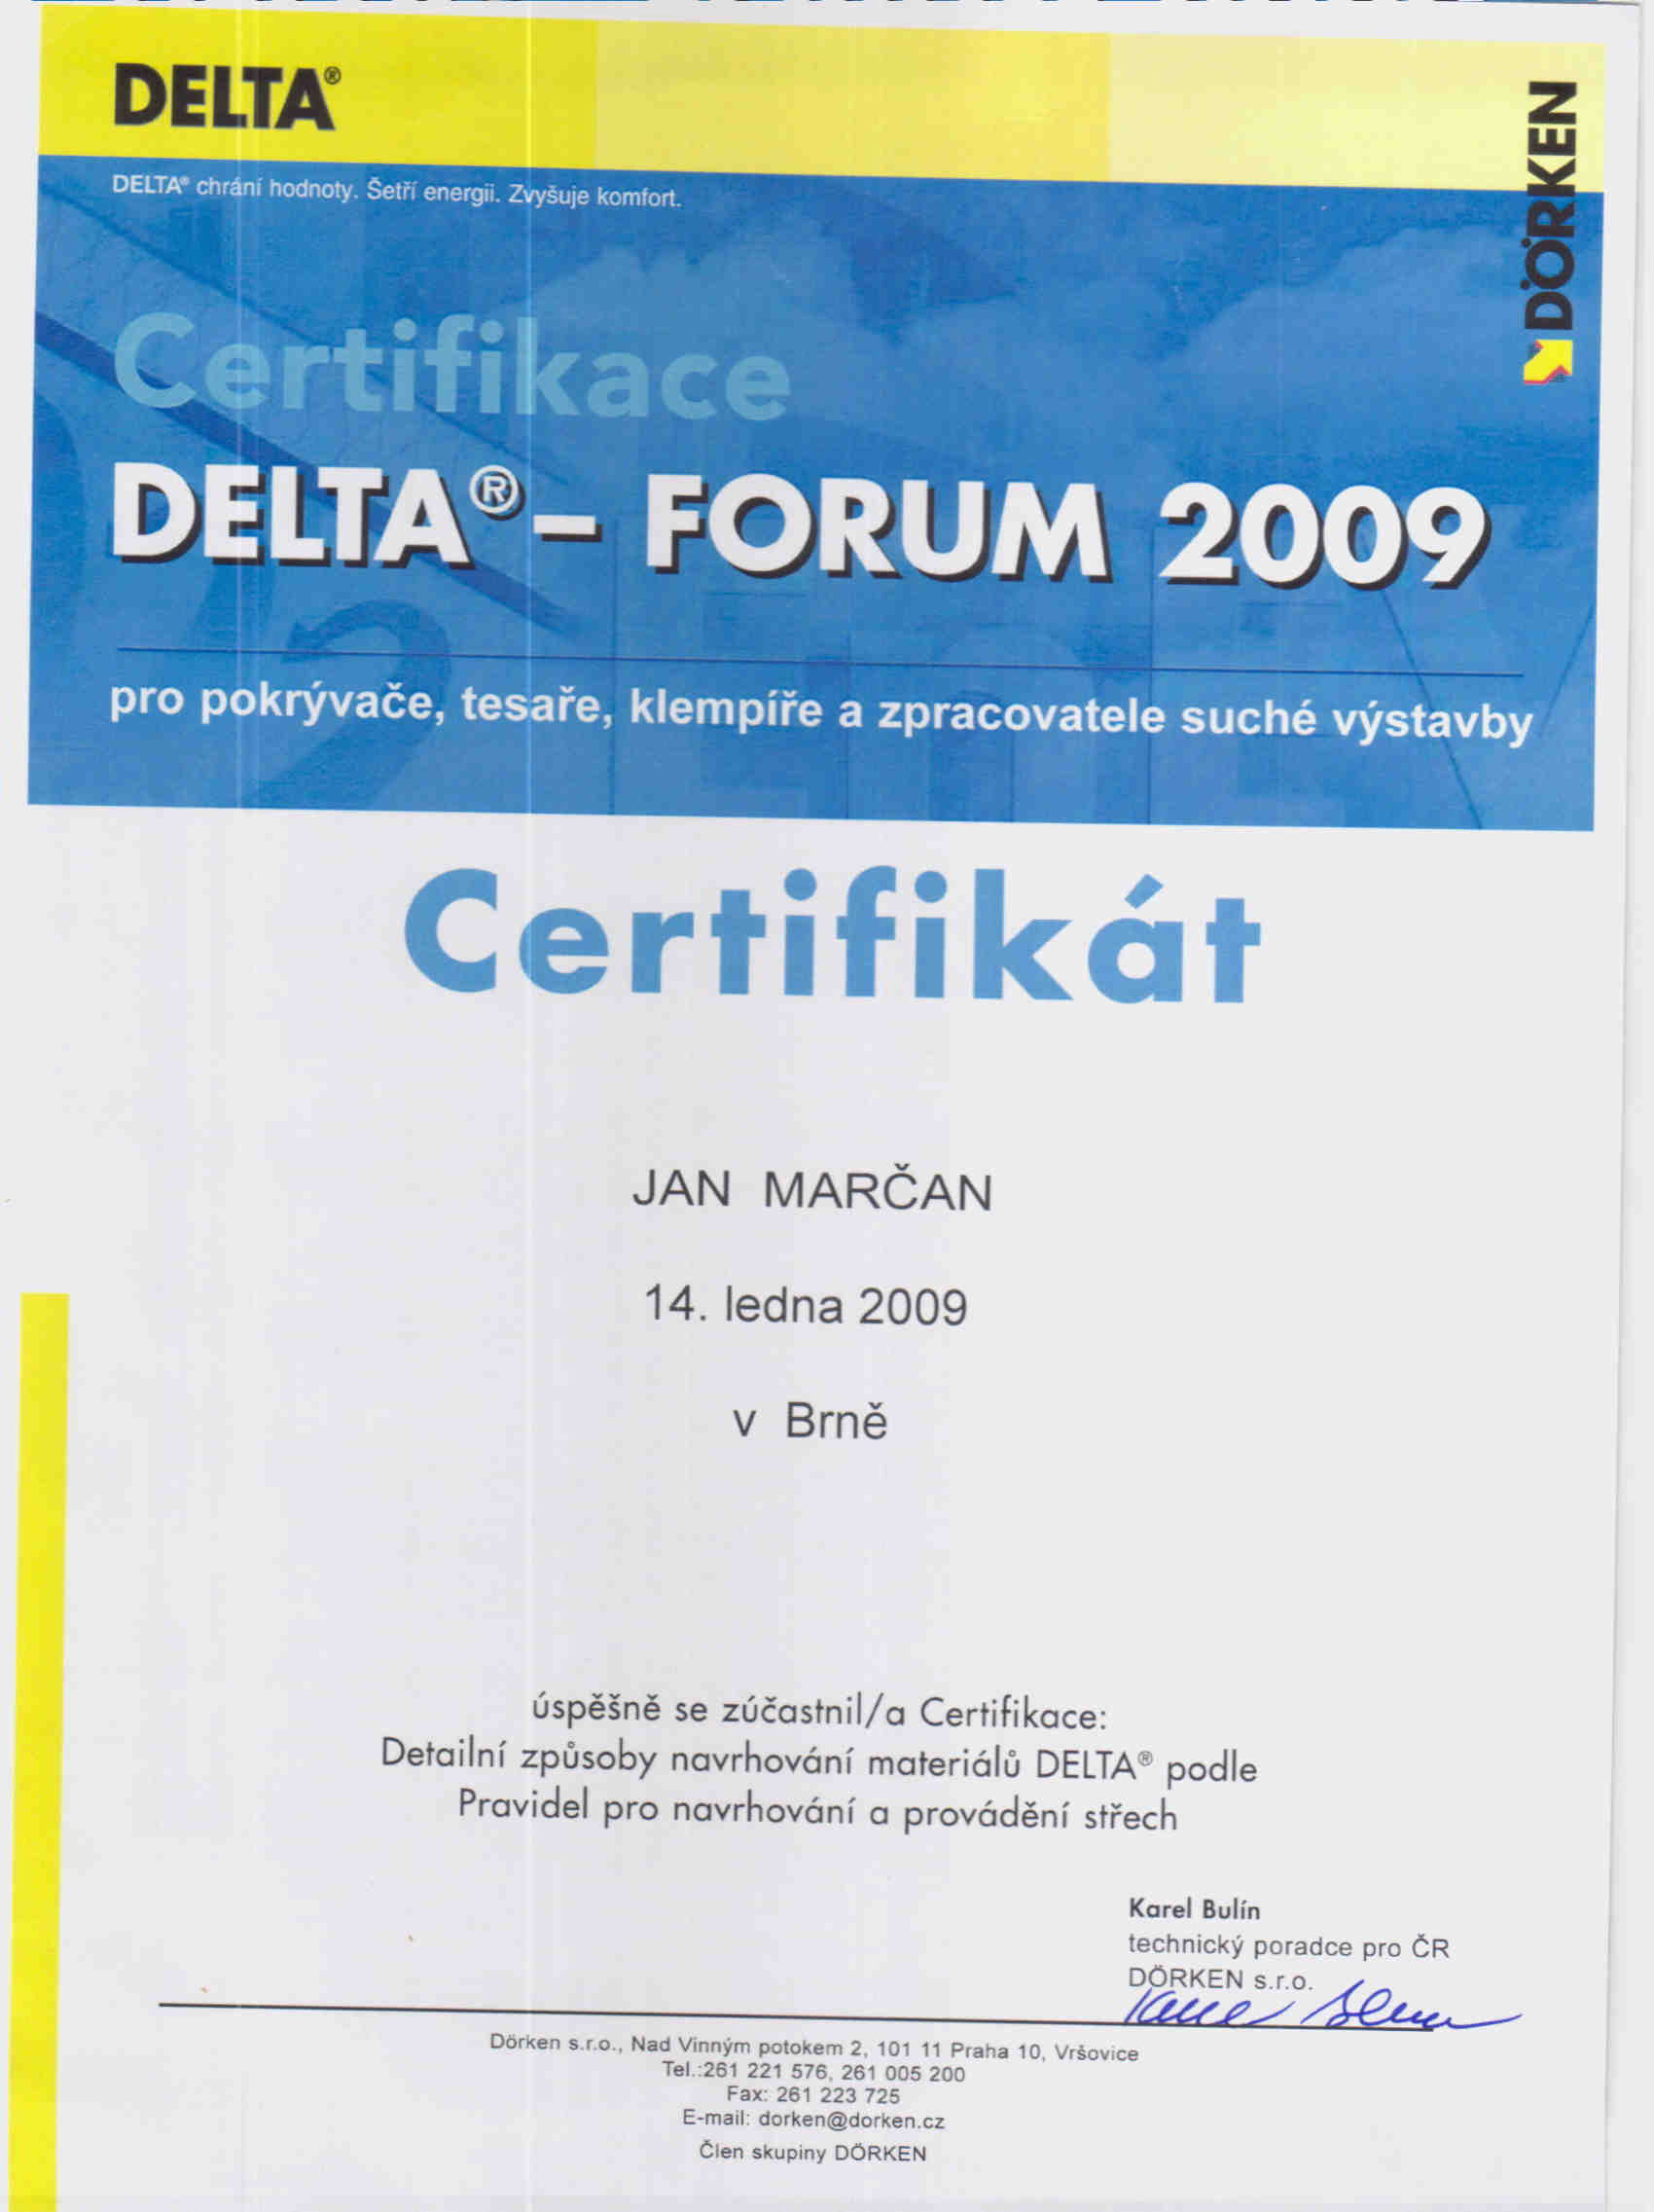 DELTA®
DÖRKEN
DELTA® chrání hodnoty. Šetří energii. Zvyšuje komfort.
Certifikace
DELTA® – FORUM 2009
pro pokrývače, tesaře, klempíře a zpracovatele suché výstavby
Certifikát
JAN MARČAN
14. ledna 2009
v Brně
úspěšně se zúčastnil/a Certifikace:
Detailní způsoby navrhování materiálů DELTA® podle
Pravidel pro navrhování a provádění střech
Karel Bulín
technický poradce pro ČR
DÖRKEN s.r.o.
Dörken s.r.o., Nad Vinným potokem 2, 101 11 Praha 10, Vršovice
Tel.:261 221 576, 261 005 200
Fax: 261 223 725
E-mail: dorken@dorken.cz
Člen skupiny DÖRKEN